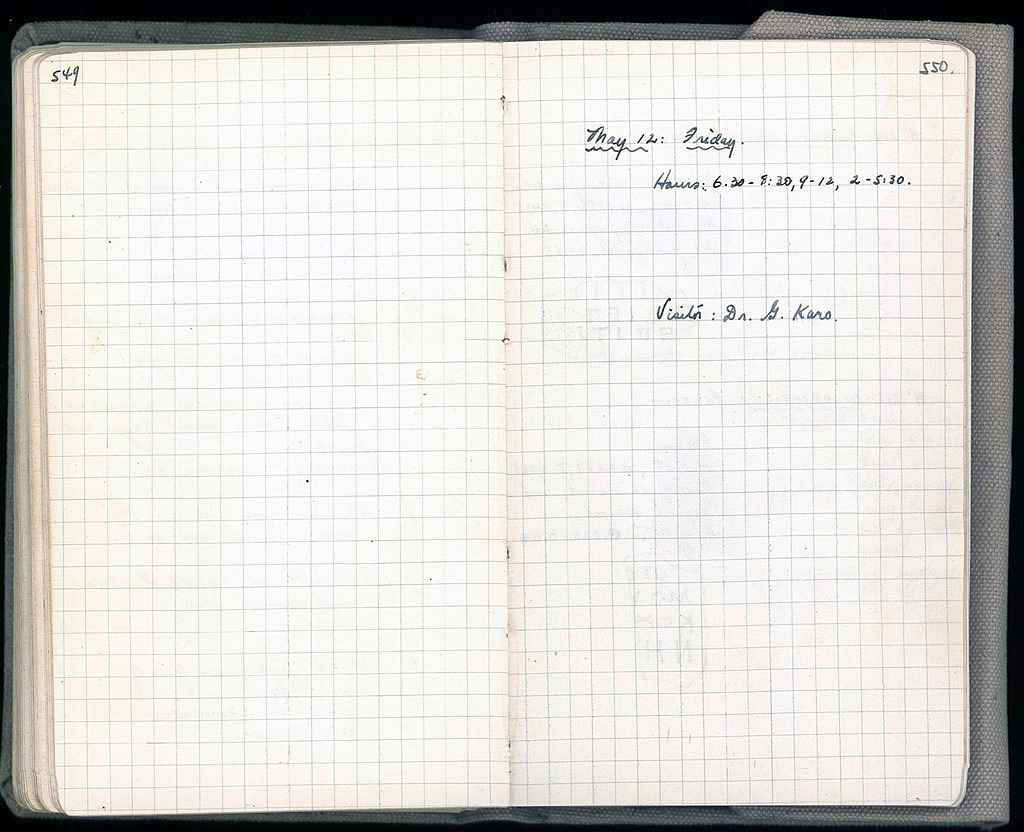 549
550.
May 12: Friday.
Hours: 6.30 - 8:30, 9-12, 2-5:30.
Visitor: Dr. G. Karo.